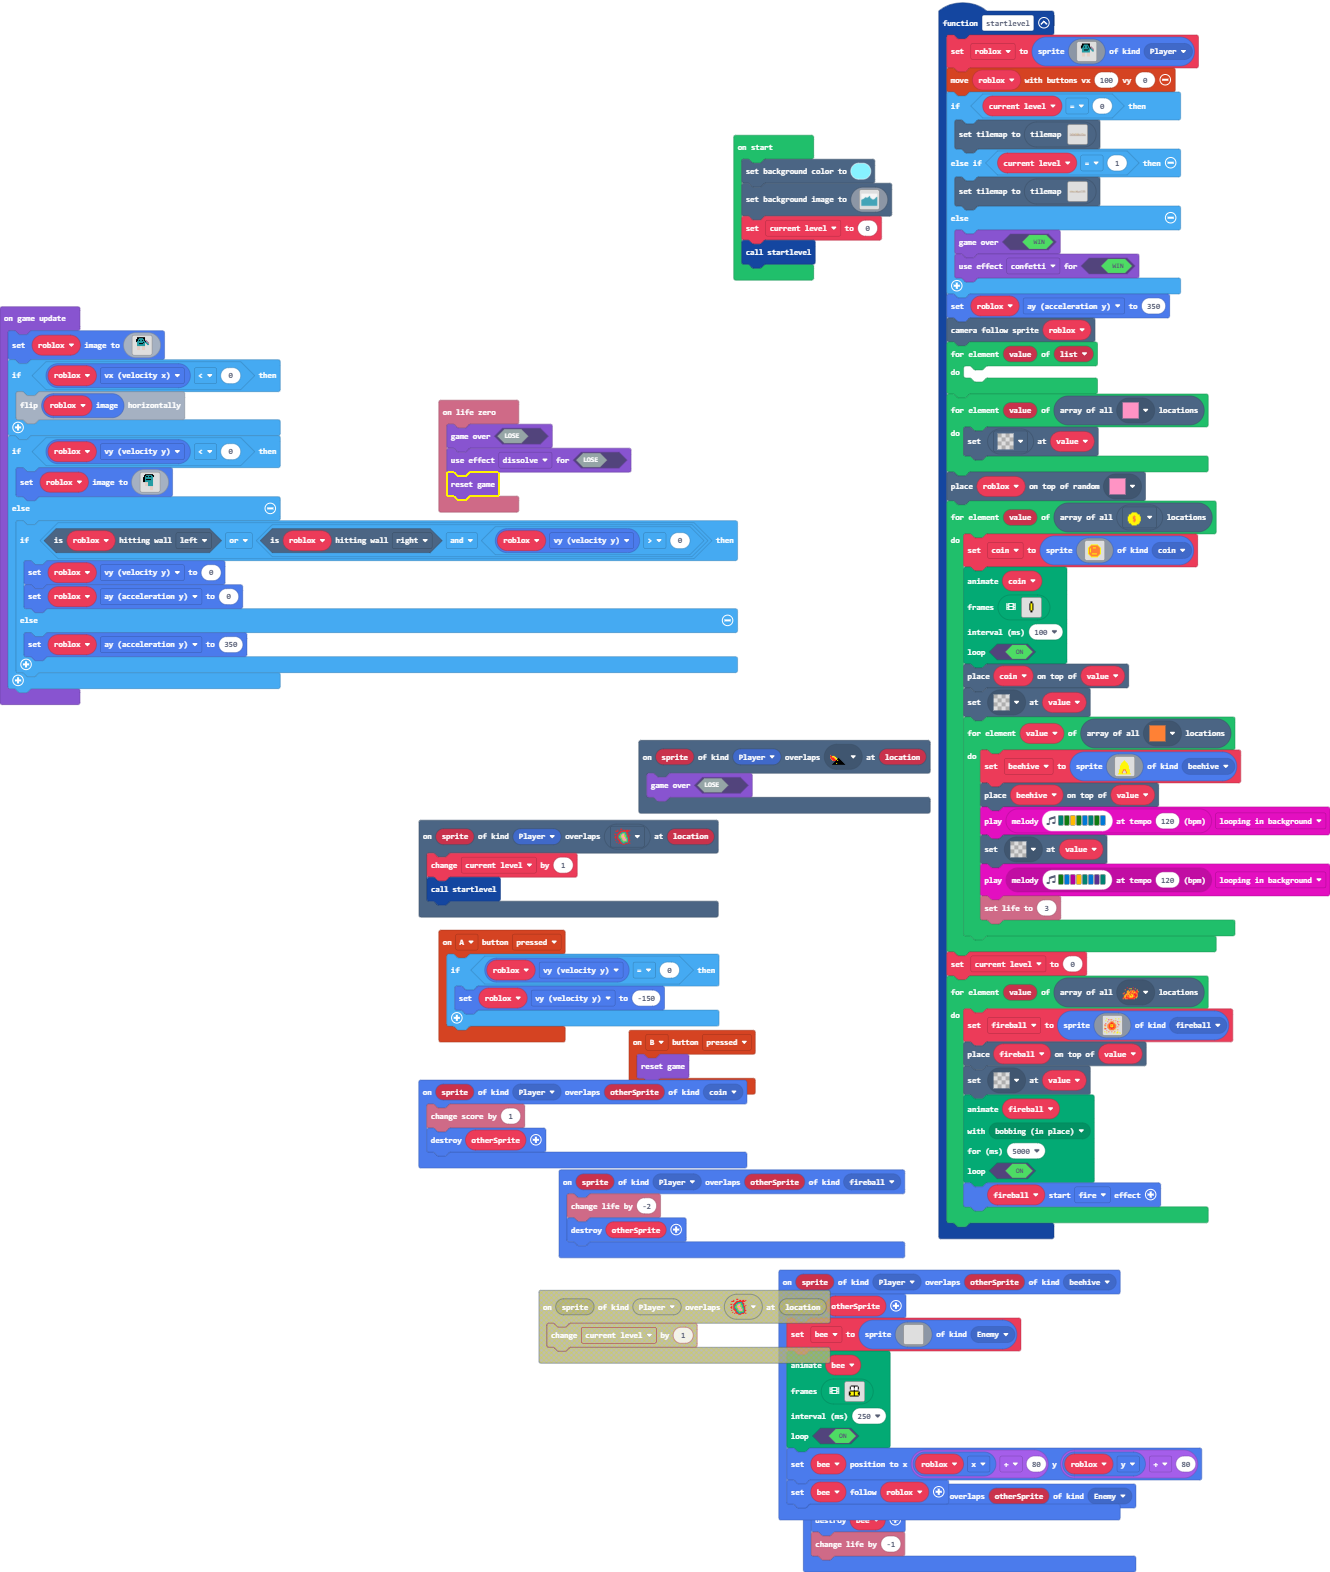 function startlevel
set roblox to sprite of kind Player
move roblox with buttons vx 100 vy 0
if current level = 0 then
set tilemap to tilemap
else if current level = 1 then
set tilemap to tilemap
else
game over WIN
use effect confetti for WIN
set roblox ay (acceleration y) to 350
camera follow sprite roblox
for element value of list
do
for element value of array of all locations
do set at value
place roblox on top of random
for element value of array of all locations
do set coin to sprite of kind coin
animate coin
frames
interval (ms) 100
loop ON
place coin on top of value
set at value
for element value of array of all locations
do set beehive to sprite of kind beehive
place beehive on top of value
play melody at tempo 120 (bpm) looping in background
set at value
play melody at tempo 120 (bpm) looping in background
set life to 3
set current level to 0
for element value of array of all locations
do set fireball to sprite of kind fireball
place fireball on top of value
set at value
animate fireball
with bobbing (in place)
for (ms) 5000
loop ON
fireball start fire effect
on start
set background color to
set background image to
set current level to 0
call startlevel
on game update
set roblox image to
if roblox vx (velocity x) < 0 then
flip roblox image horizontally
if roblox vy (velocity y) < 0 then
set roblox image to
else
if is roblox hitting wall left or is roblox hitting wall right and roblox vy (velocity y) > 0 then
set roblox vy (velocity y) to 0
set roblox ay (acceleration y) to 0
else
set roblox ay (acceleration y) to 350
on life zero
game over LOSE
use effect dissolve for LOSE
reset game
on sprite of kind Player overlaps at location
game over LOSE
on sprite of kind Player overlaps at location
change current level by 1
call startlevel
on A button pressed
if roblox vy (velocity y) = 0 then
set roblox vy (velocity y) to -150
on B button pressed
reset game
on sprite of kind Player overlaps otherSprite of kind coin
change score by 1
destroy otherSprite
on sprite of kind Player overlaps otherSprite of kind fireball
change life by -2
destroy otherSprite
on sprite of kind Player overlaps otherSprite of kind beehive
otherSprite
set bee to sprite of kind Enemy
animate bee
frames
interval (ms) 250
loop ON
set bee position to x roblox x + 80 y roblox y + 80
set bee follow roblox
on sprite of kind Player overlaps at location
change current level by 1
overlaps otherSprite of kind Enemy
destroy bee
change life by -1